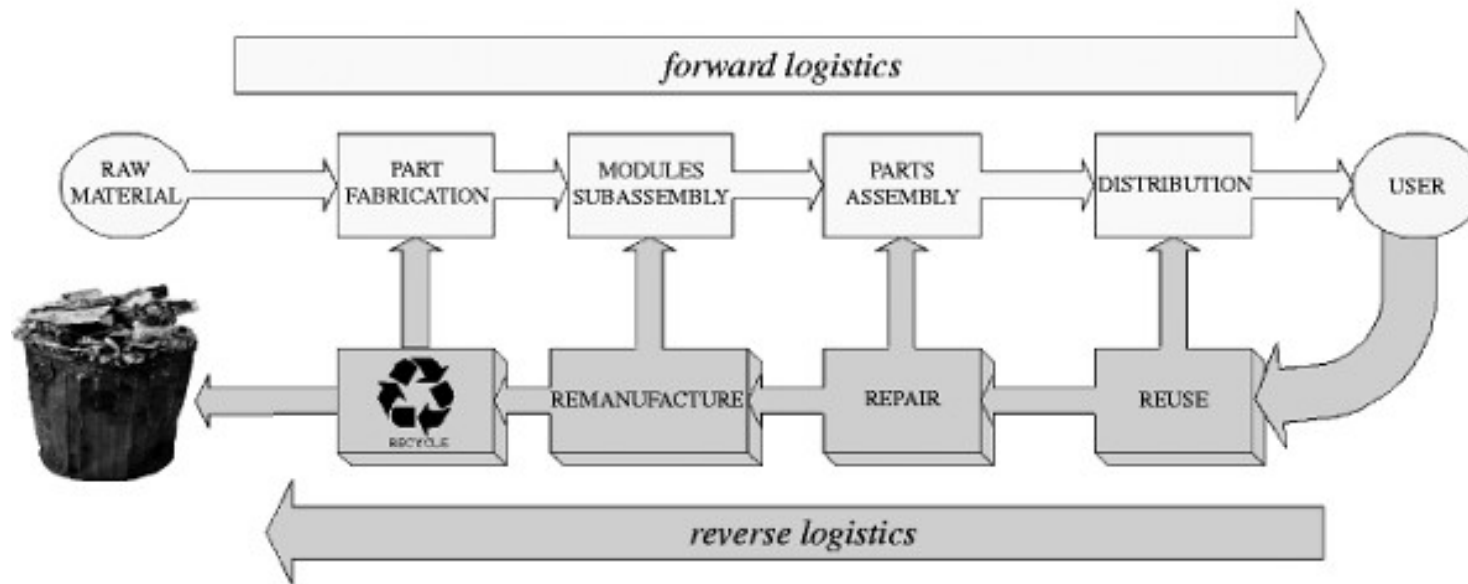 forward logistics
RAW
MATERIAL
PART
FABRICATION
MODULES
SUBASSEMBLY
PARTS
ASSEMBLY
DISTRIBUTION
USER
RECYCLE
REMANUFACTURE
REPAIR
REUSE
reverse logistics